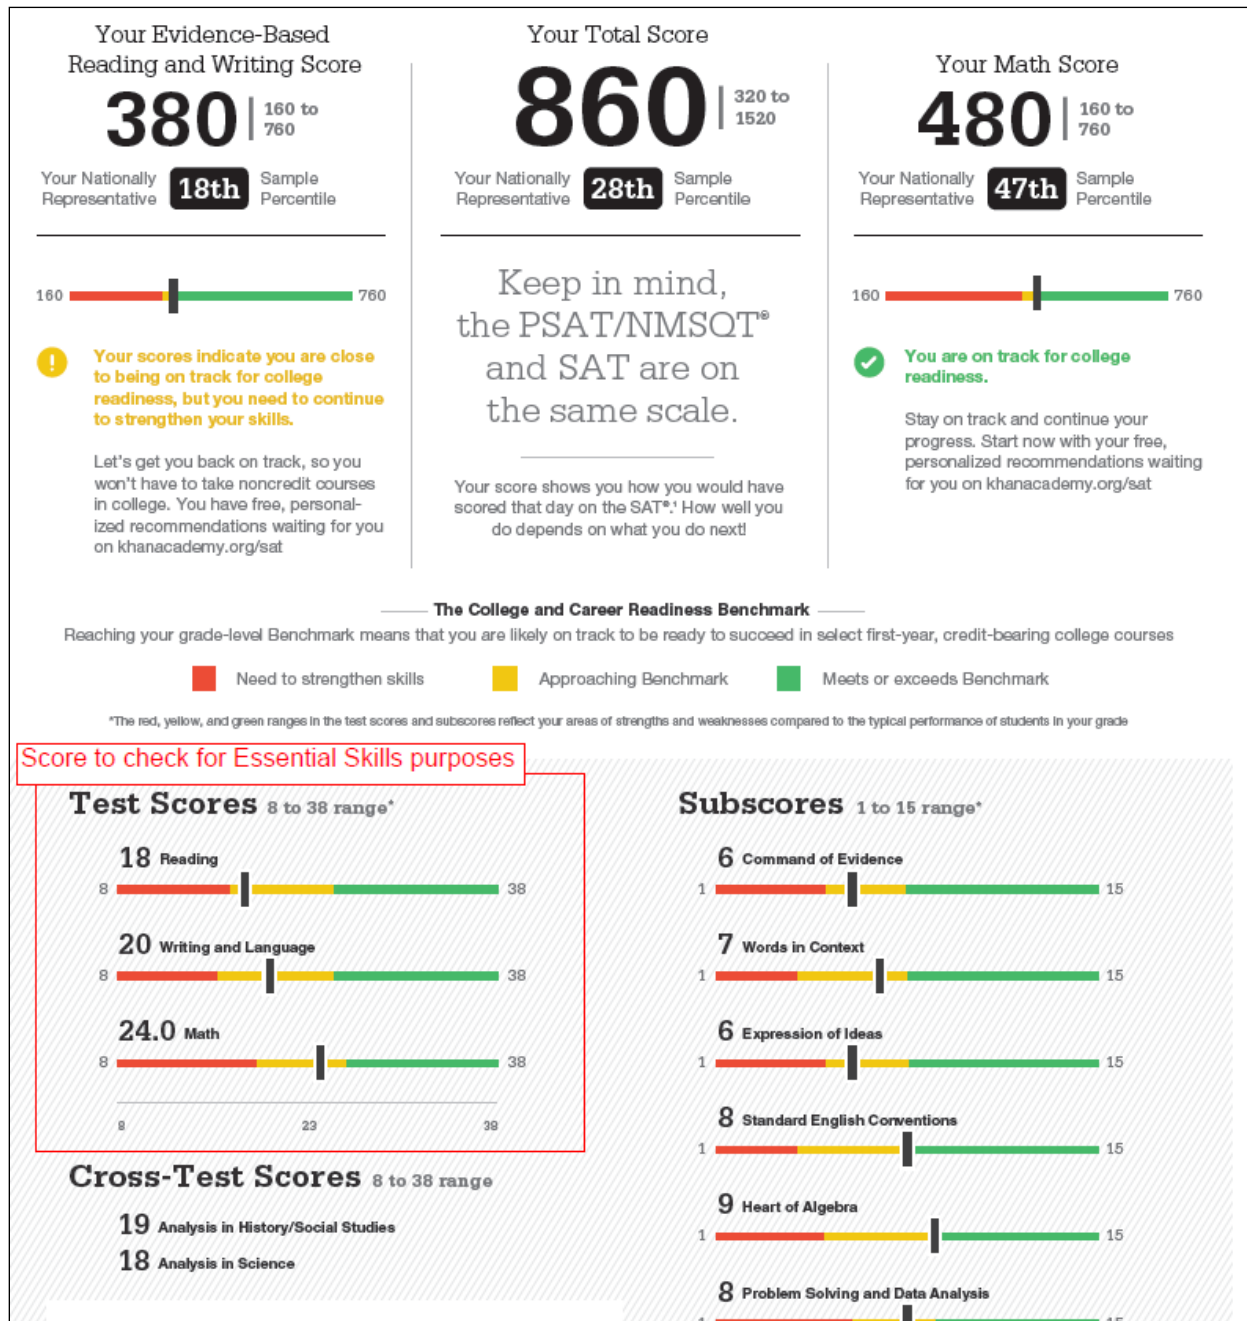 Your Evidence-Based
Reading and Writing Score
380
160 to
760
Your Nationally
Representative
18th
Sample
Percentile
160
760
Your scores indicate you are close
to being on track for college
readiness, but you need to continue
to strengthen your skills.
Let's get you back on track, so you
won't have to take noncredit courses
in college. You have free, personal-
ized recommendations waiting for you
on khanacademy.org/sat
Your Total Score
860
320 to
1520
Your Nationally
Representative
28th
Sample
Percentile
Keep in mind,
the PSAT/NMSQT®
and SAT are on
the same scale.
Your score shows you how you would have
scored that day on the SAT®.¹ How well you
do depends on what you do next!
Your Math Score
480
160 to
760
Your Nationally
Representative
47th
Sample
Percentile
160
760
You are on track for college
readiness.
Stay on track and continue your
progress. Start now with your free,
personalized recommendations waiting
for you on khanacademy.org/sat
The College and Career Readiness Benchmark
Reaching your grade-level Benchmark means that you are likely on track to be ready to succeed in select first-year, credit-bearing college courses
Need to strengthen skills
Approaching Benchmark
Meets or exceeds Benchmark
*The red, yellow, and green ranges in the test scores and subscores reflect your areas of strengths and weaknesses compared to the typical performance of students in your grade
Score to check for Essential Skills purposes
Test Scores 8 to 38 range*
18 Reading
8
38
20 Writing and Language
8
38
24.0 Math
8
38
8
23
38
Cross-Test Scores 8 to 38 range
19 Analysis in History/Social Studies
18 Analysis in Science
Subscores 1 to 15 range*
6 Command of Evidence
1
15
7 Words in Context
1
15
6 Expression of Ideas
1
15
8 Standard English Conventions
1
15
9 Heart of Algebra
1
15
8 Problem Solving and Data Analysis
15